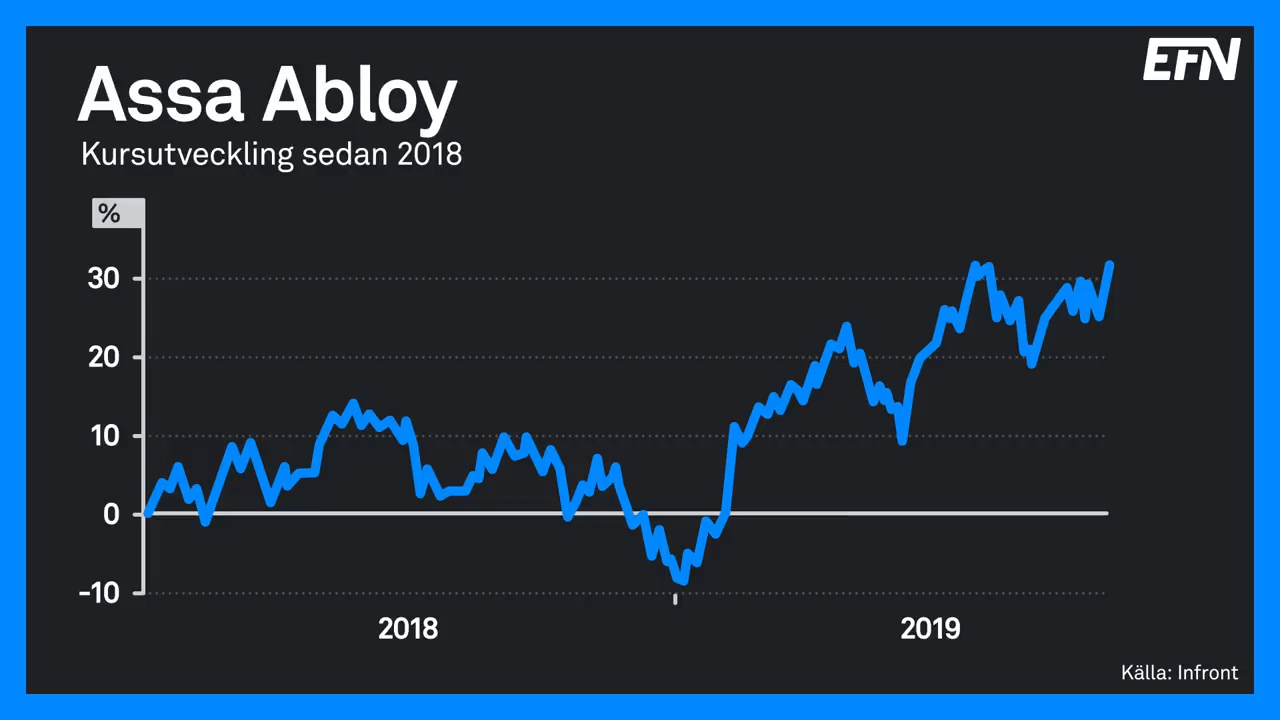 EFN
Assa Abloy
Kursutveckling sedan 2018
%
30
20
10
0
-10
2018 2019
Källa: Infront